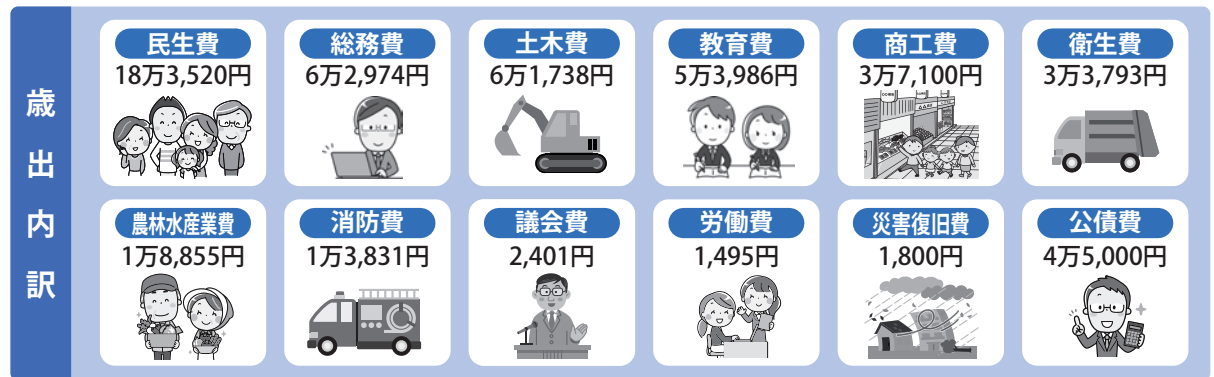 歳出内訳
民生費
18万3,520円
総務費
6万2,974円
土木費
6万1,738円
教育費
5万3,986円
商工費
3万7,100円
衛生費
3万3,793円
農林水産業費
1万8,855円
消防費
1万3,831円
議会費
2,401円
労働費
1,495円
災害復旧費
1,800円
公債費
4万5,000円